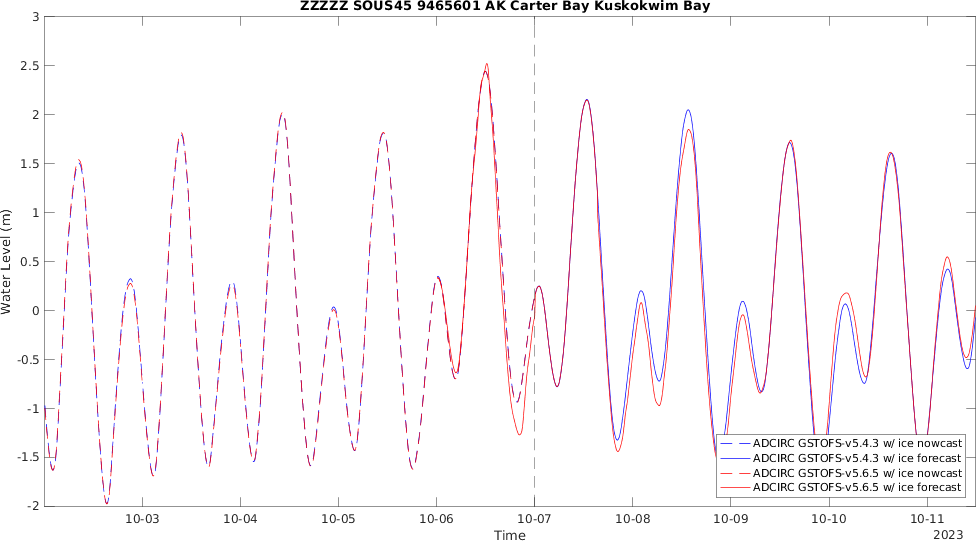 ZZZZZ SOUS45 9465601 AK Carter Bay Kuskokwim Bay
3
2.5
2
1.5
1
0.5
0
-0.5
-1
-1.5
-2
Water Level (m)
10-03 10-04 10-05 10-06 10-07 10-08 10-09 10-10 10-11
Time
2023
ADCIRC GSTOFS-v5.4.3 w/ ice nowcast
ADCIRC GSTOFS-v5.4.3 w/ ice forecast
ADCIRC GSTOFS-v5.6.5 w/ ice nowcast
ADCIRC GSTOFS-v5.6.5 w/ ice forecast